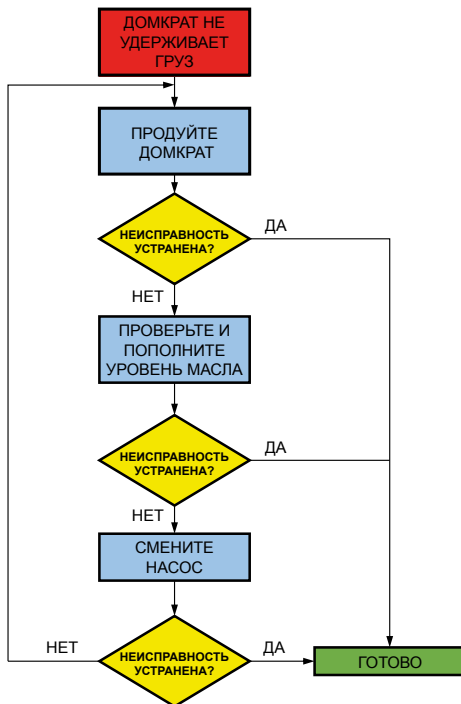 ДОМКРАТ НЕ
УДЕРЖИВАЕТ
ГРУЗ
ПРОДУЙТЕ
ДОМКРАТ
НЕИСПРАВНОСТЬ
УСТРАНЕНА?
ДА
НЕТ
ПРОВЕРЬТЕ И
ПОПОЛНИТЕ
УРОВЕНЬ МАСЛА
НЕИСПРАВНОСТЬ
УСТРАНЕНА?
ДА
НЕТ
СМЕНИТЕ
НАСОС
НЕТ
НЕИСПРАВНОСТЬ
УСТРАНЕНА?
ДА
ГОТОВО